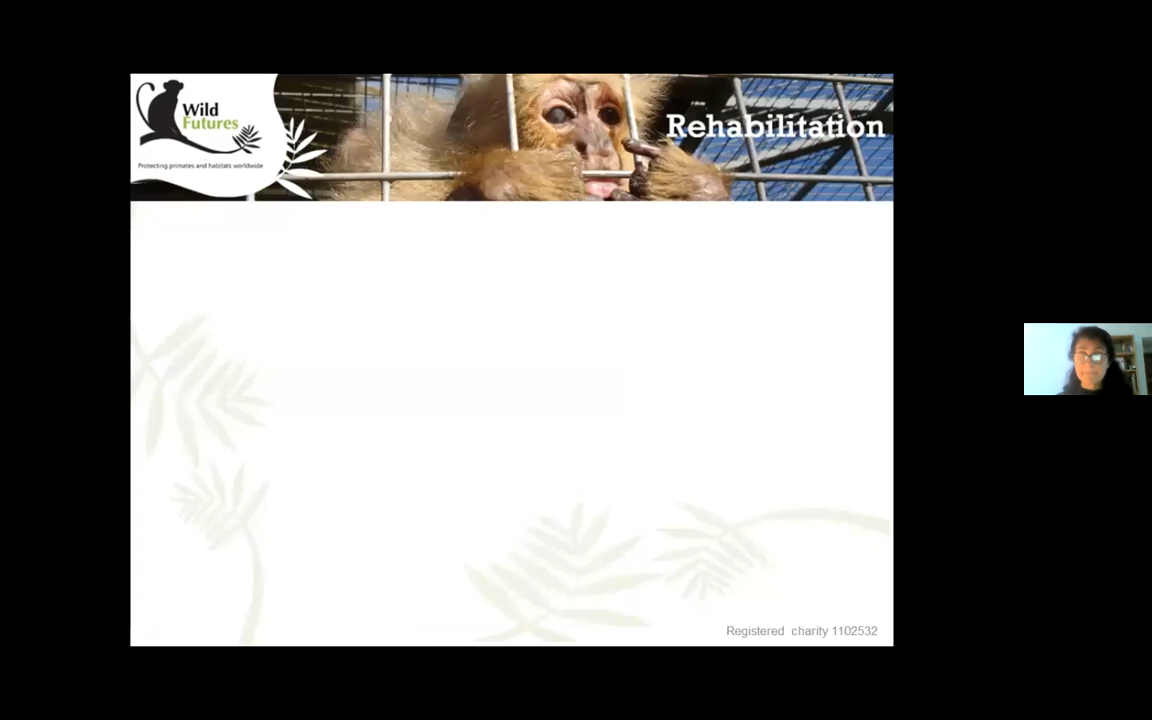 Wild
Futures
Protecting primates and habitats worldwide
Rehabilitation
Registered charity 1102532